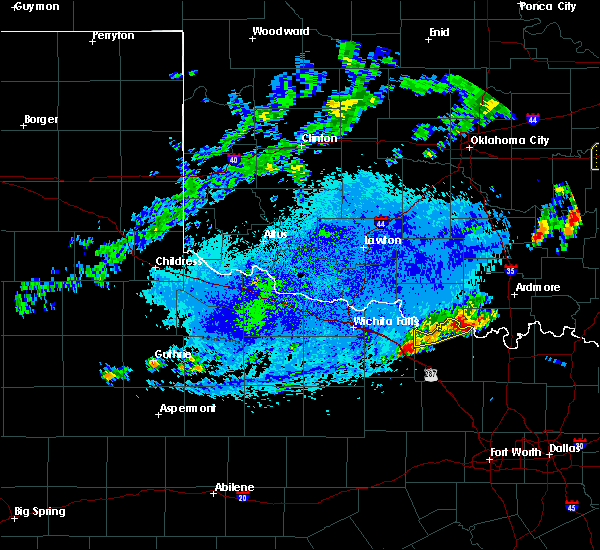 Guymon
Ponca City
Perryton
Woodward
Enid
Borger
44
Clinton
Oklahoma City
40
44
Altus
Lawton
Childress
35
Ardmore
Wichita Falls
Guthrie
287
Aspermont
30
Fort Worth
Dallas
Abilene
20
45
Big Spring